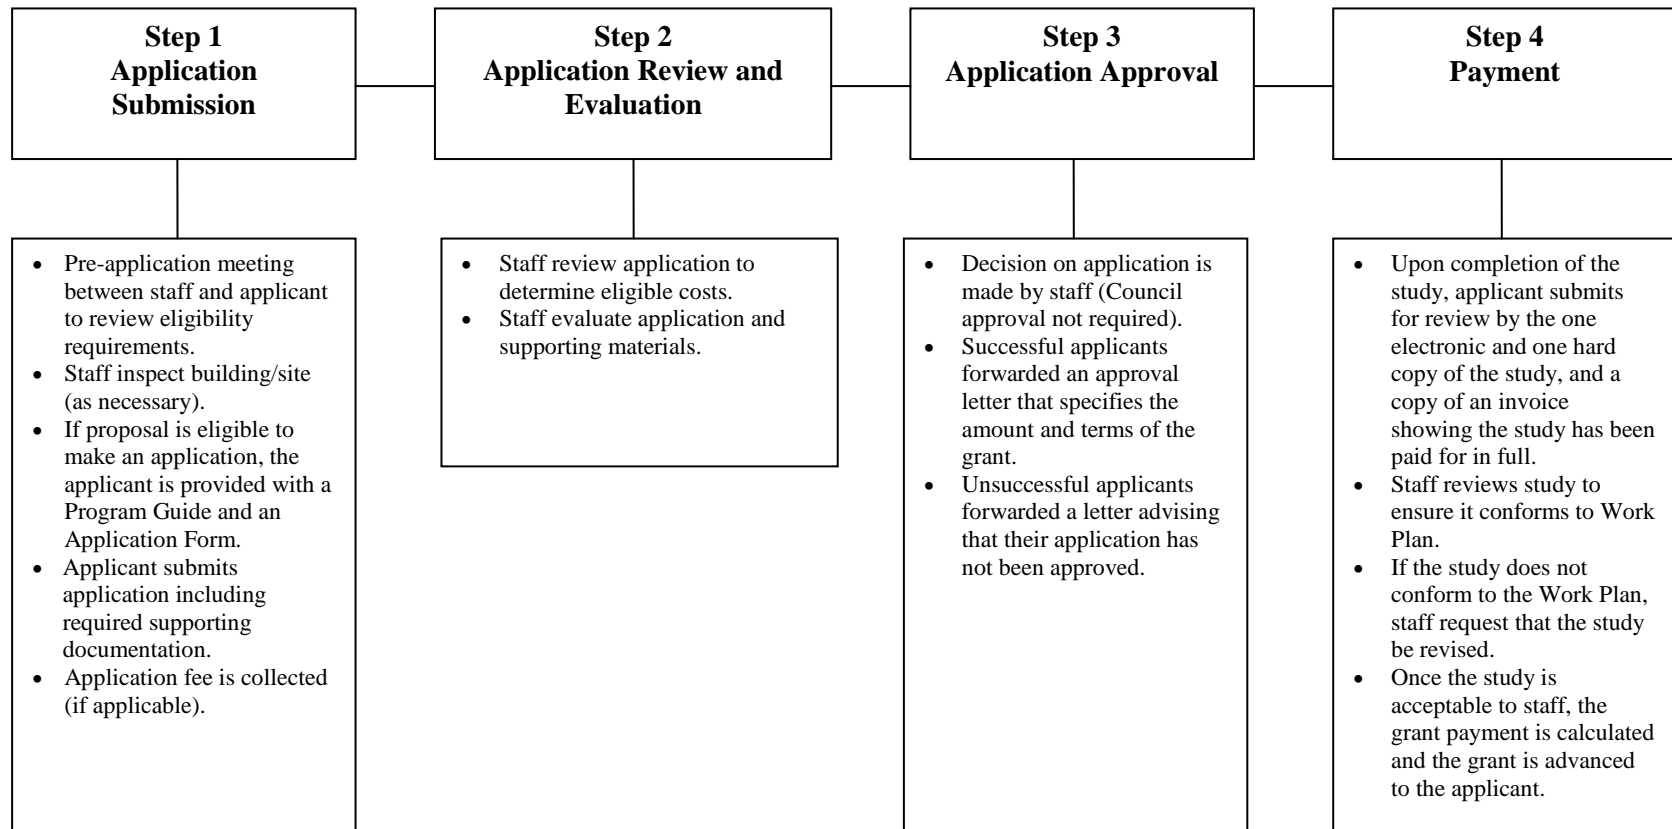 Step 1
Application
Submission
Step 2
Application Review and
Evaluation
Step 3
Application Approval
Step 4
Payment
• Pre-application meeting
between staff and applicant
to review eligibility
requirements.
• Staff inspect building/site
(as necessary).
• If proposal is eligible to
make an application, the
applicant is provided with a
Program Guide and an
Application Form.
• Applicant submits
application including
required supporting
documentation.
• Application fee is collected
(if applicable).
• Staff review application to
determine eligible costs.
• Staff evaluate application and
supporting materials.
• Decision on application is
made by staff (Council
approval not required).
• Successful applicants
forwarded an approval
letter that specifies the
amount and terms of the
grant.
• Unsuccessful applicants
forwarded a letter advising
that their application has
not been approved.
• Upon completion of the
study, applicant submits
for review by the one
electronic and one hard
copy of the study, and a
copy of an invoice
showing the study has been
paid for in full.
• Staff reviews study to
ensure it conforms to Work
Plan.
• If the study does not
conform to the Work Plan,
staff request that the study
be revised.
• Once the study is
acceptable to staff, the
grant payment is calculated
and the grant is advanced
to the applicant.